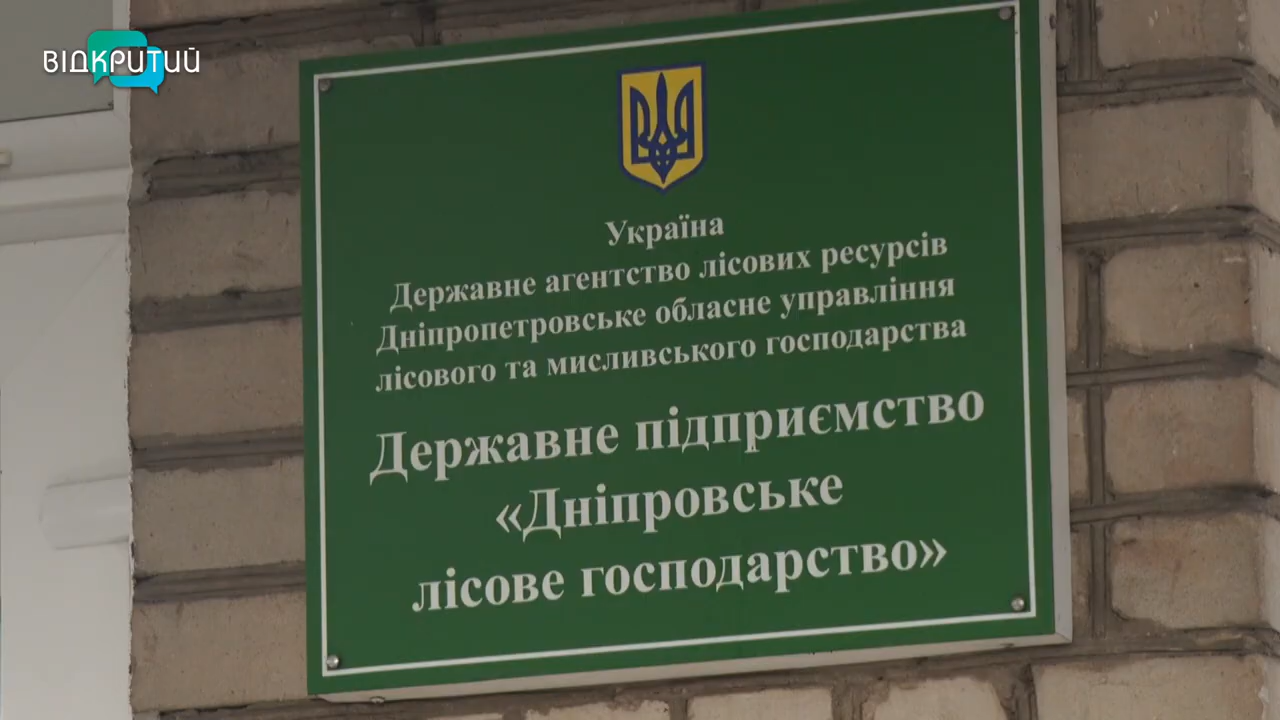 ВІДКРИТИЙ
Україна
Державне агентство лісових ресурсів
Дніпропетровське обласне управління
лісового та мисливського господарства
Державне підприємство
«Дніпровське
лісове господарство»